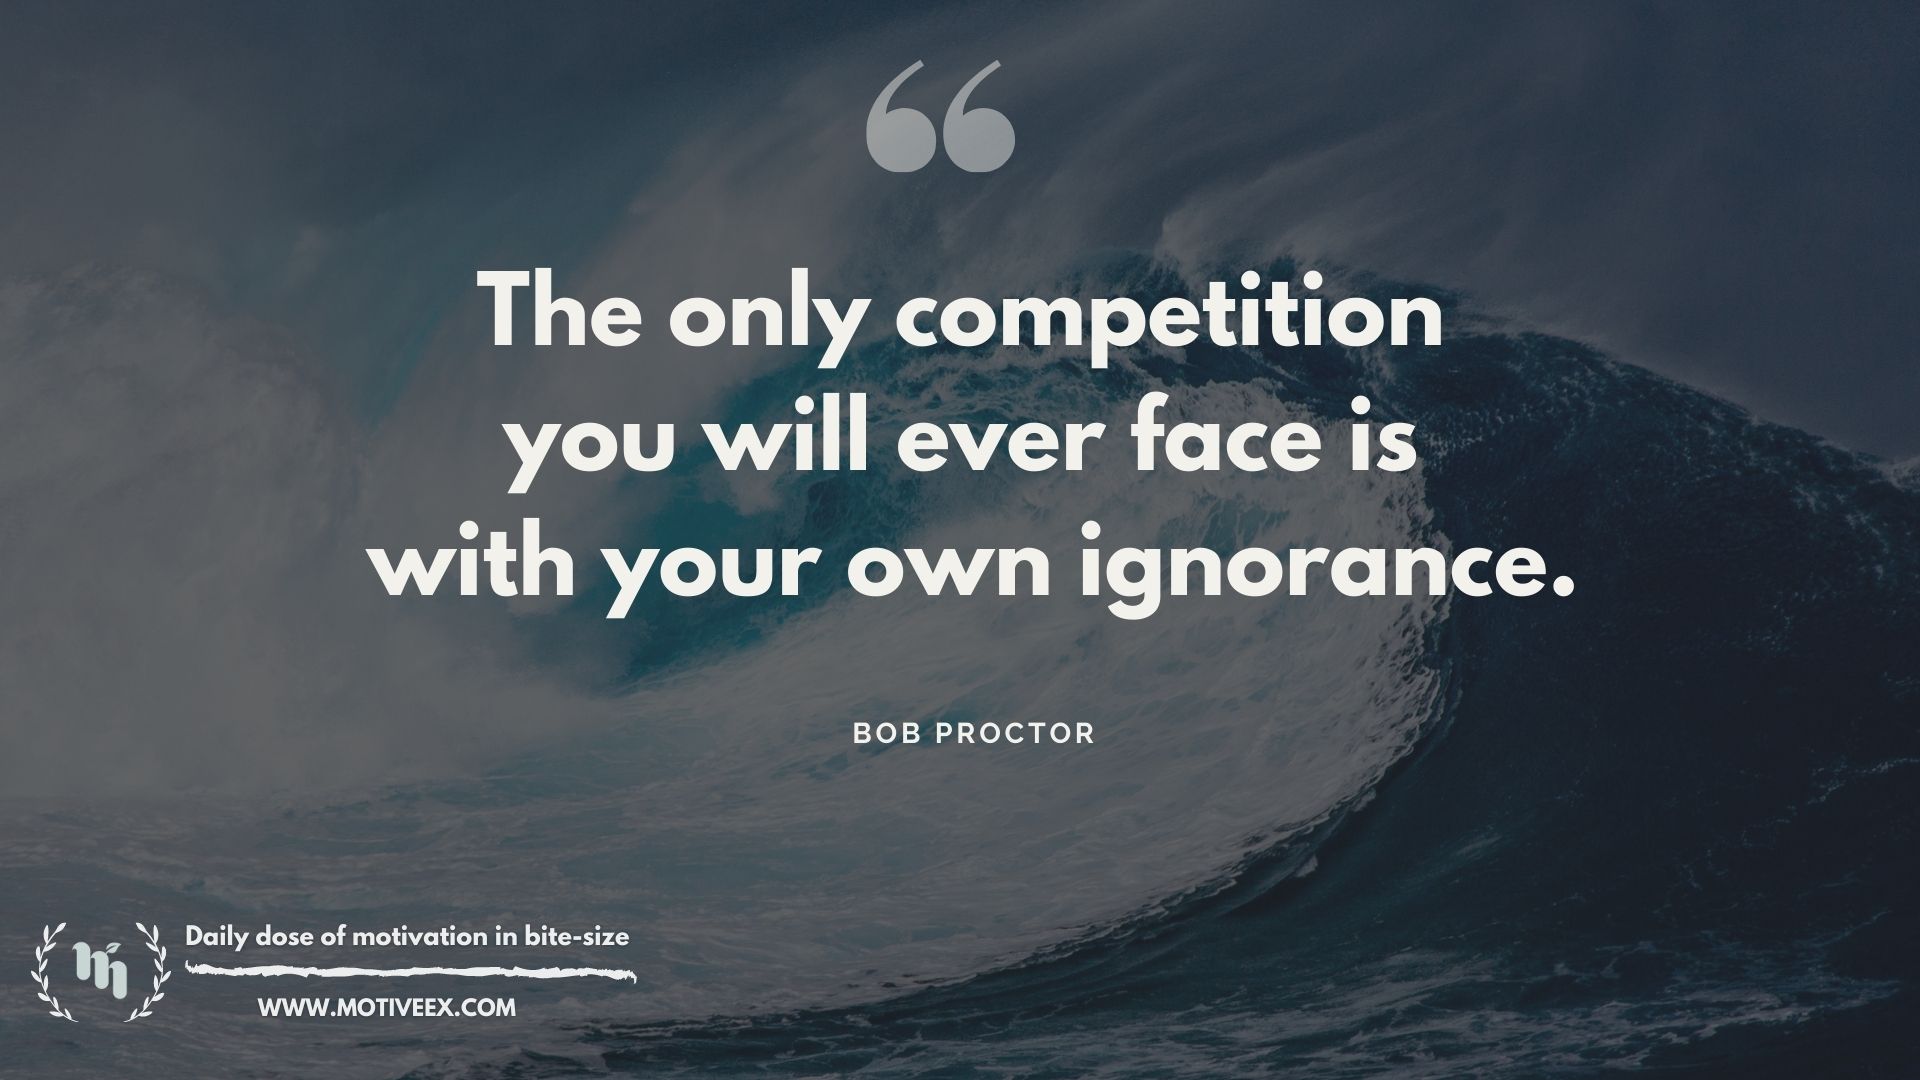 “
The only competition
you will ever face is
with your own ignorance.
BOB PROCTOR
m
Daily dose of motivation in bite-size
WWW.MOTIVEEX.COM